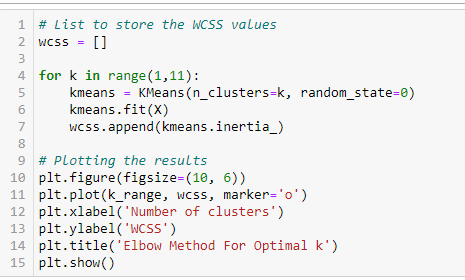 1 # List to store the WCSS values
2 wcss = []
3
4 for k in range(1,11):
5     kmeans = KMeans(n_clusters=k, random_state=0)
6     kmeans.fit(X)
7     wcss.append(kmeans.inertia_)
8
9 # Plotting the results
10 plt.figure(figsize=(10, 6))
11 plt.plot(k_range, wcss, marker='o')
12 plt.xlabel('Number of clusters')
13 plt.ylabel('WCSS')
14 plt.title('Elbow Method For Optimal k')
15 plt.show()